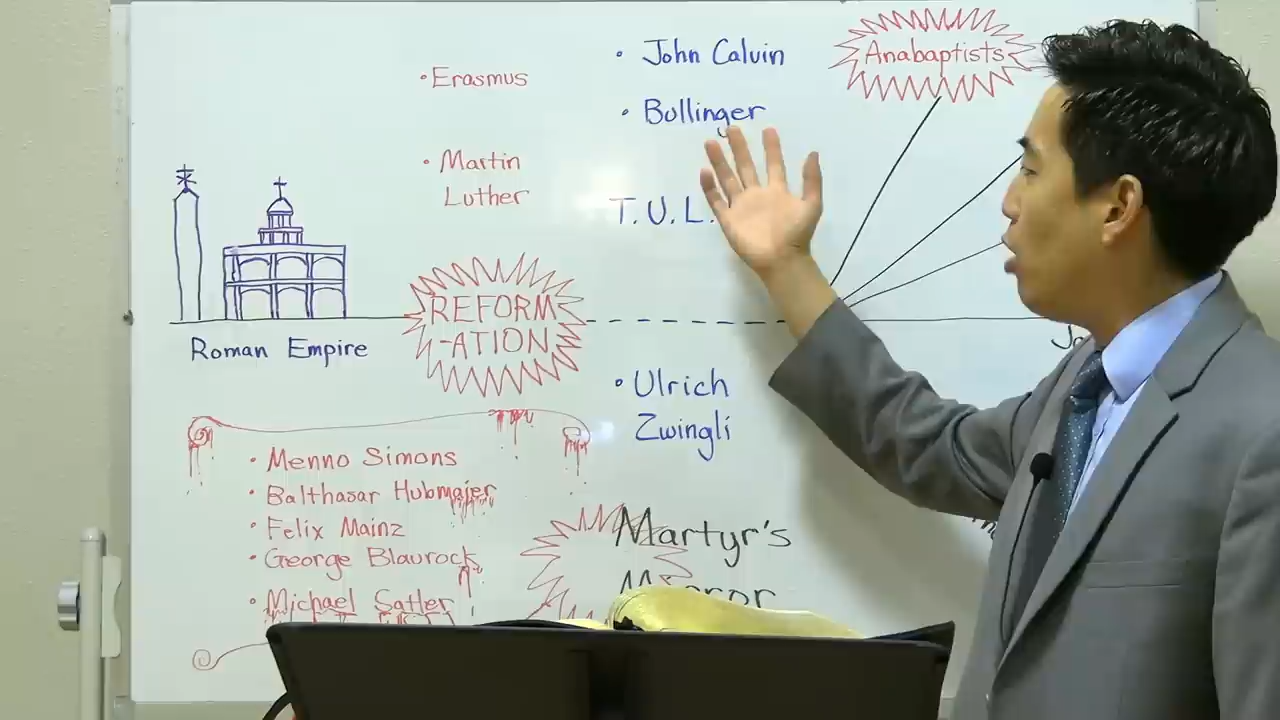 • Erasmus
• Martin
Luther
REFORM
-ATION
Roman Empire
• John Calvin
• Bullinger
T.U.L.
Anabaptists
• Ulrich
Zwingli
• Menno Simons
• Balthasar Hubmaier
• Felix Mainz
• George Blaurock
• Michael Satler
Martyr's